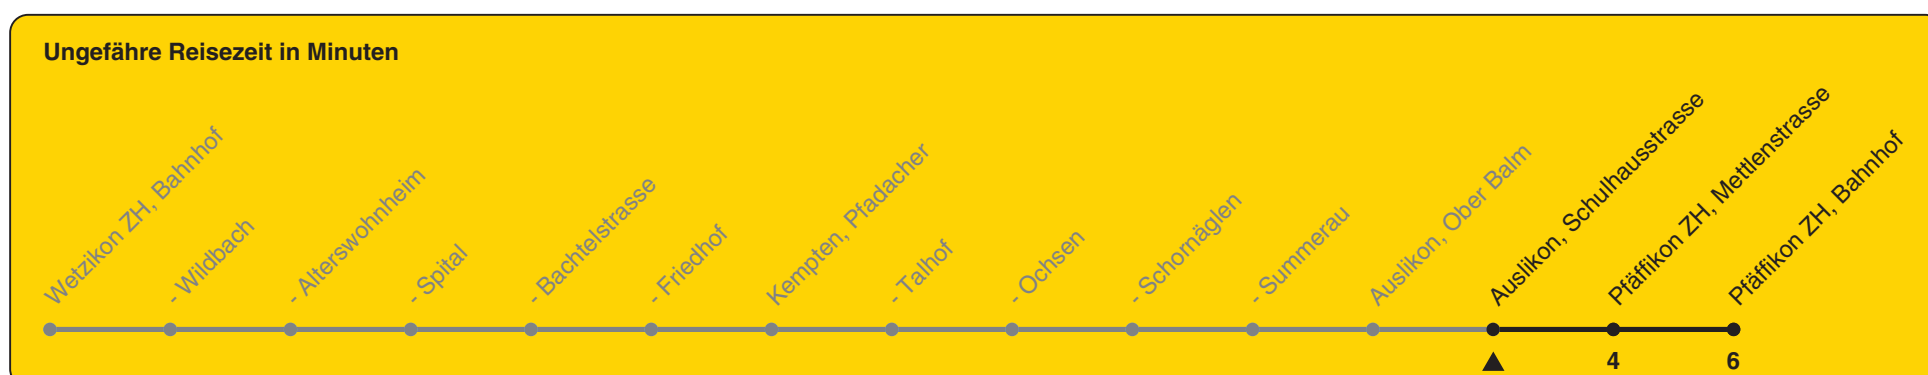 Ungefähre Reisezeit in Minuten
Wetzikon ZH, Bahnhof
- Wildbach
- Alterswohnheim
- Spital
- Bachtelstrasse
- Friedhof
Kempten, Pfadacher
- Talhof
- Ochsen
- Schornäglen
- Summerau
Auslikon, Ober Balm
Auslikon, Schulhausstrasse
Pfäffikon ZH, Mettlenstrasse
Pfäffikon ZH, Bahnhof
4 6